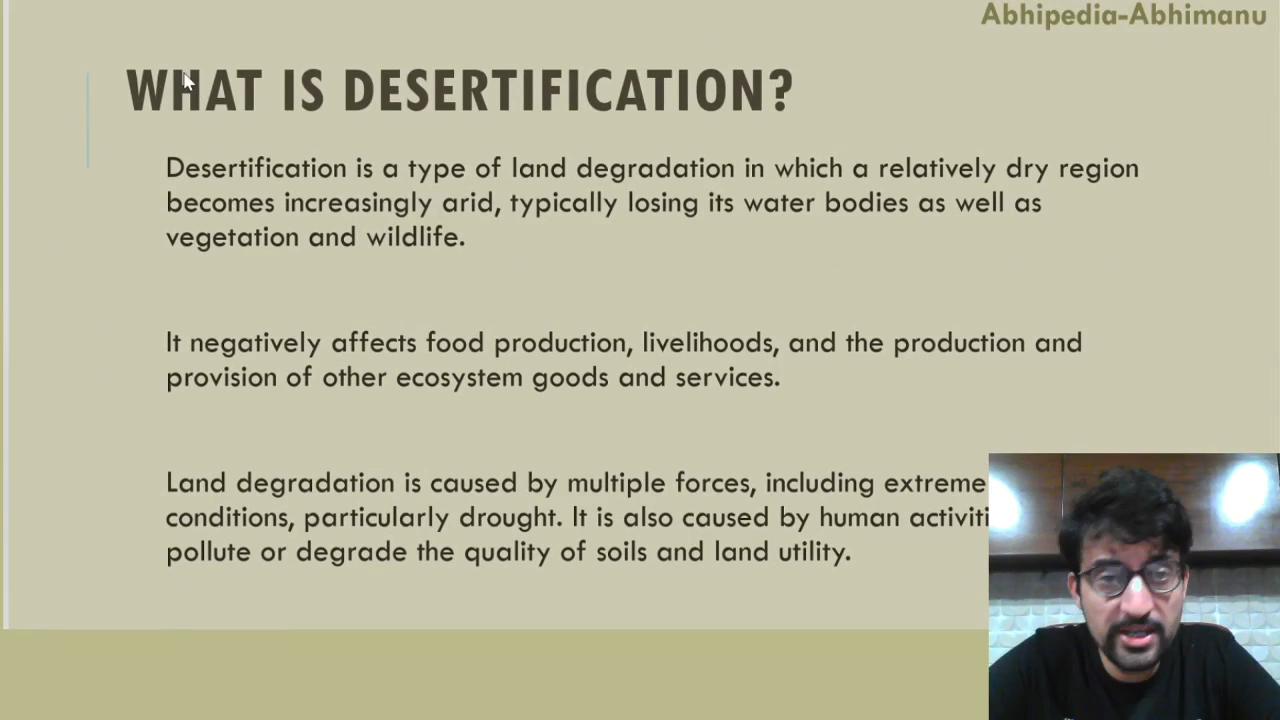 Abhipedia-Abhimanu
WHAT IS DESERTIFICATION?
Desertification is a type of land degradation in which a relatively dry region
becomes increasingly arid, typically losing its water bodies as well as
vegetation and wildlife.
It negatively affects food production, livelihoods, and the production and
provision of other ecosystem goods and services.
Land degradation is caused by multiple forces, including extreme
conditions, particularly drought. It is also caused by human
pollute or degrade the quality of soils and land utility.